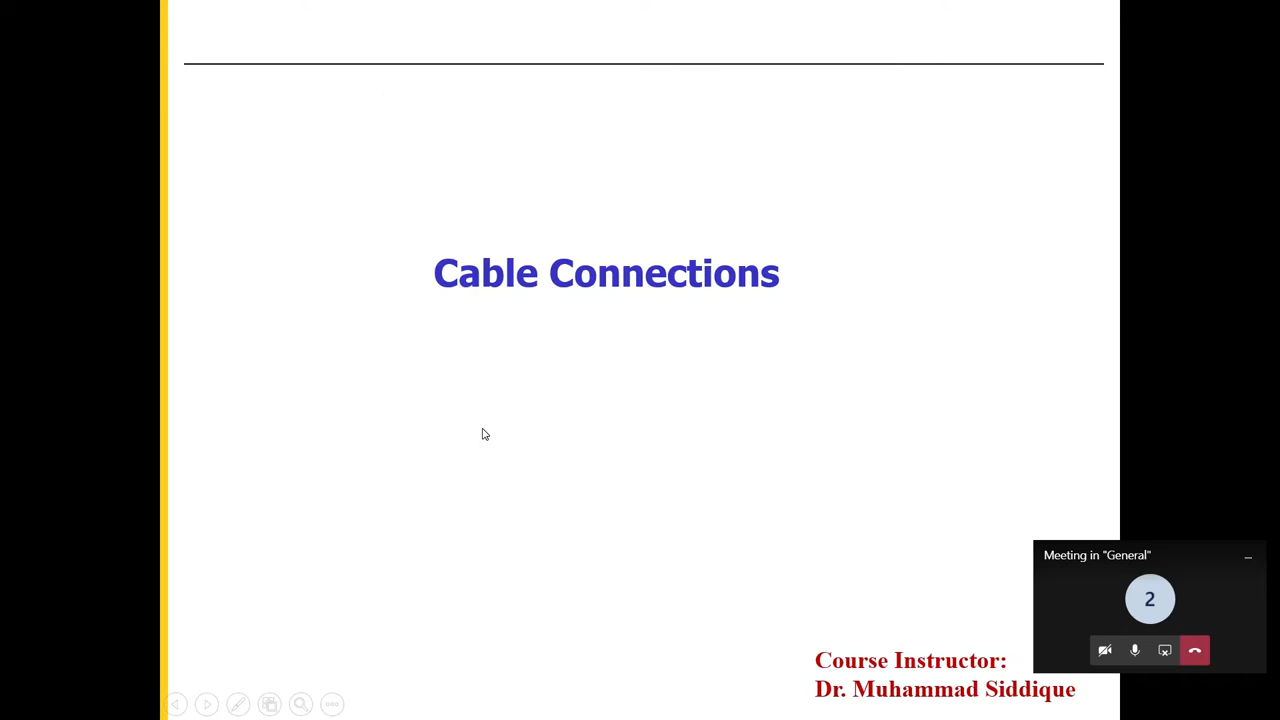 Cable Connections
Meeting in "General"
2
Course Instructor:
Dr. Muhammad Siddique